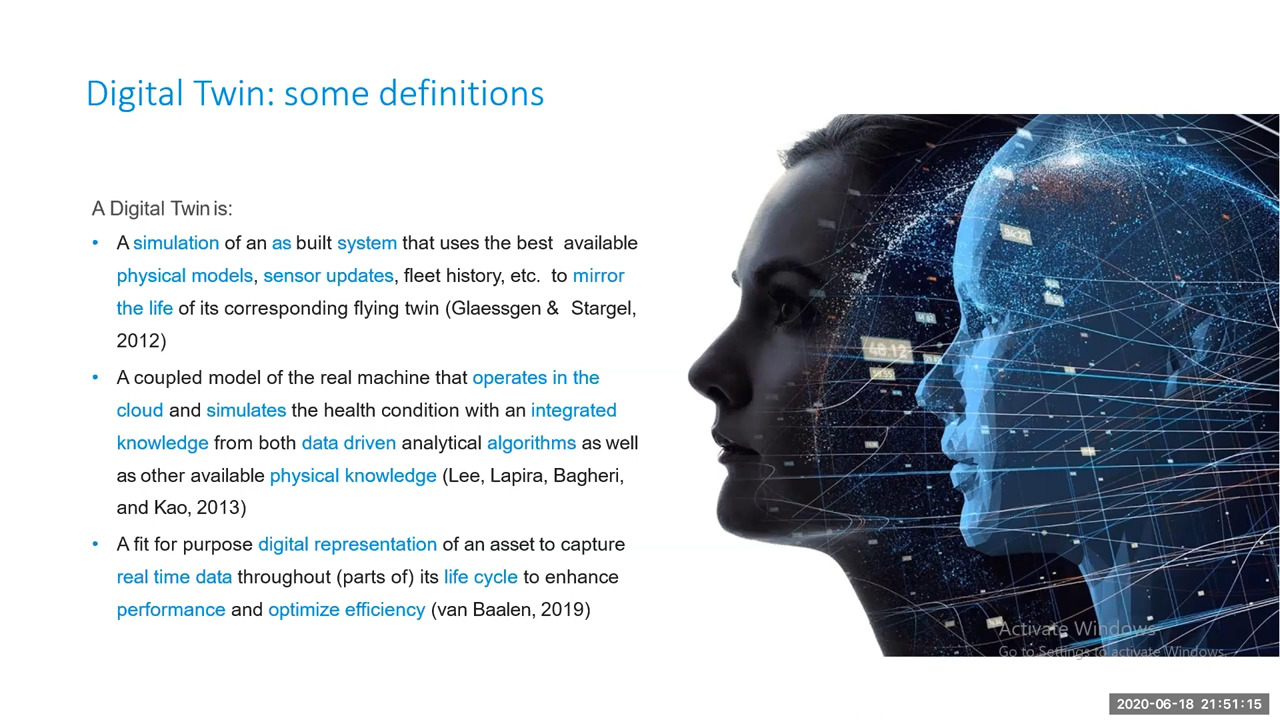 Digital Twin: some definitions
A Digital Twin is:
• A simulation of an as built system that uses the best available
physical models, sensor updates, fleet history, etc. to mirror
the life of its corresponding flying twin (Glaessgen & Stargel,
2012)
• A coupled model of the real machine that operates in the
cloud and simulates the health condition with an integrated
knowledge from both data driven analytical algorithms as well
as other available physical knowledge (Lee, Lapira, Bagheri,
and Kao, 2013)
• A fit for purpose digital representation of an asset to capture
real time data throughout (parts of) its life cycle to enhance
performance and optimize efficiency (van Baalen, 2019)
48.12
Activate Windows
Go to Settings to activate Windows.
2020-06-18 21:51:15